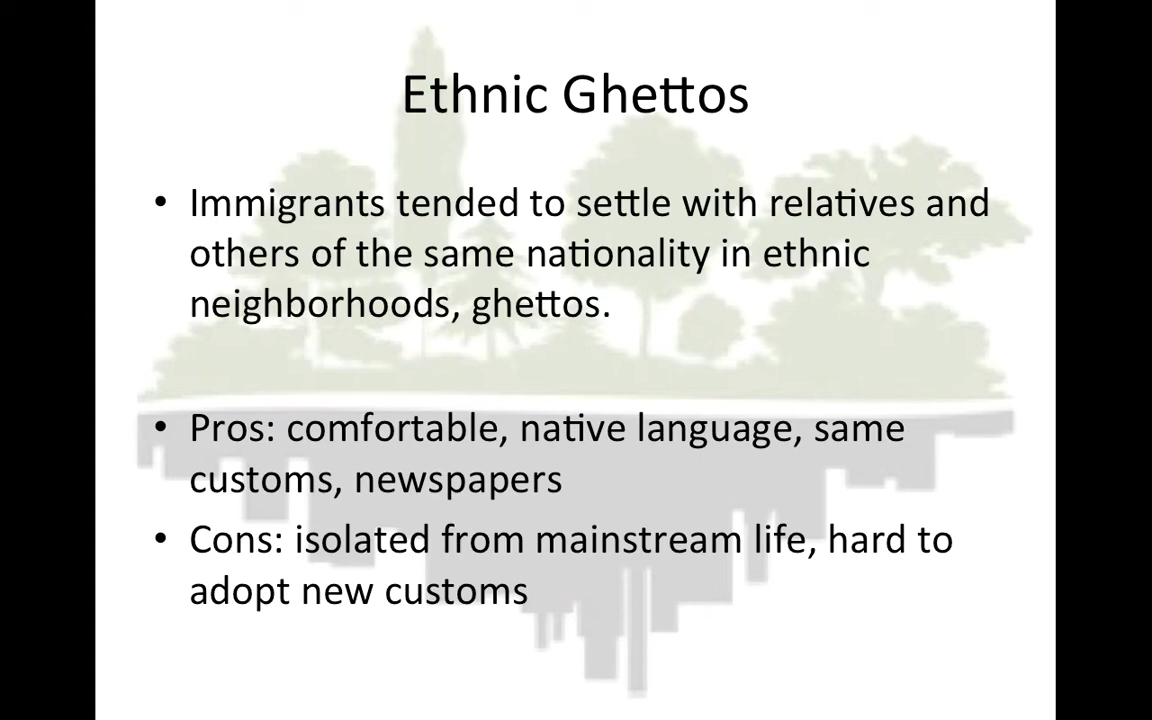 Ethnic Ghettos
• Immigrants tended to settle with relatives and
others of the same nationality in ethnic
neighborhoods, ghettos.
• Pros: comfortable, native language, same
customs, newspapers
• Cons: isolated from mainstream life, hard to
adopt new customs